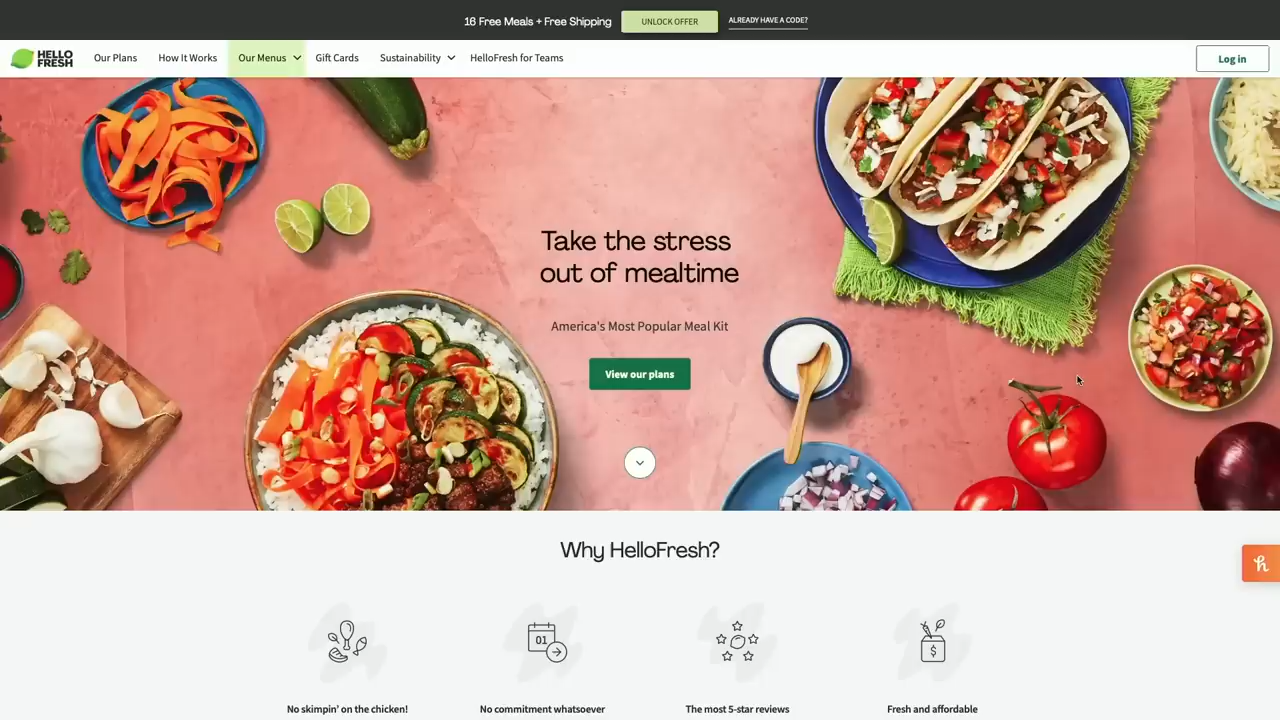 16 Free Meals + Free Shipping
UNLOCK OFFER
ALREADY HAVE A CODE?
HELLO
FRESH
Our Plans
How It Works
Our Menus
Gift Cards
Sustainability
HelloFresh for Teams
Log in
Take the stress
out of mealtime
America's Most Popular Meal Kit
View our plans
Why HelloFresh?
01
$
h
No skimpin' on the chicken!
No commitment whatsoever
The most 5-star reviews
Fresh and affordable